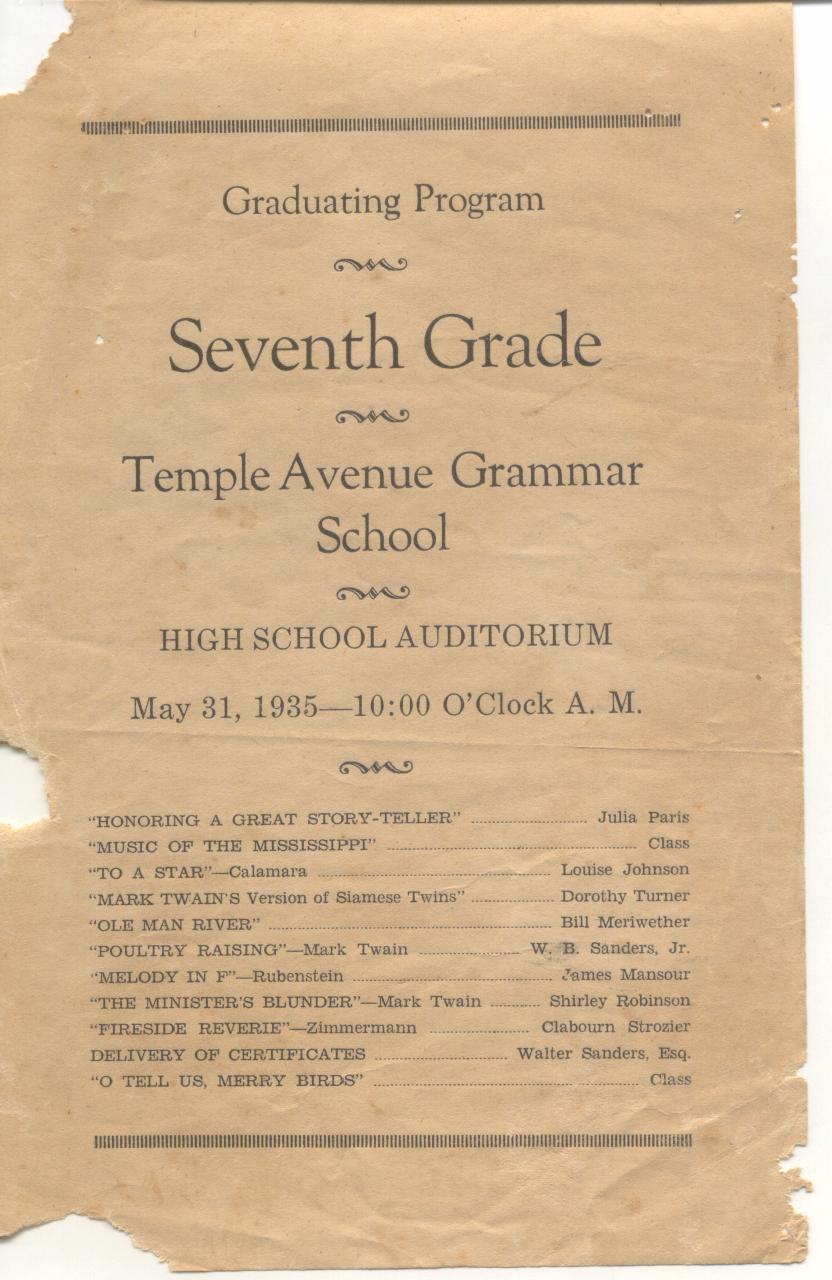 Graduating Program
Seventh Grade
Temple Avenue Grammar
School
HIGH SCHOOL AUDITORIUM
May 31, 1935—10:00 O'Clock A. M.
"HONORING A GREAT STORY-TELLER" ........................ Julia Paris
"MUSIC OF THE MISSISSIPPI" ........................ Class
"TO A STAR"—Calamara ........................ Louise Johnson
"MARK TWAIN'S Version of Siamese Twins" ........................ Dorothy Turner
"OLE MAN RIVER" ........................ Bill Meriwether
"POULTRY RAISING"—Mark Twain ........................ W. B. Sanders, Jr.
"MELODY IN F"—Rubenstein ........................ James Mansour
"THE MINISTER'S BLUNDER"—Mark Twain ............ Shirley Robinson
"FIRESIDE REVERIE"—Zimmermann ........................ Clabourn Strozier
DELIVERY OF CERTIFICATES ........................ Walter Sanders, Esq.
"O TELL US, MERRY BIRDS" ........................ Class